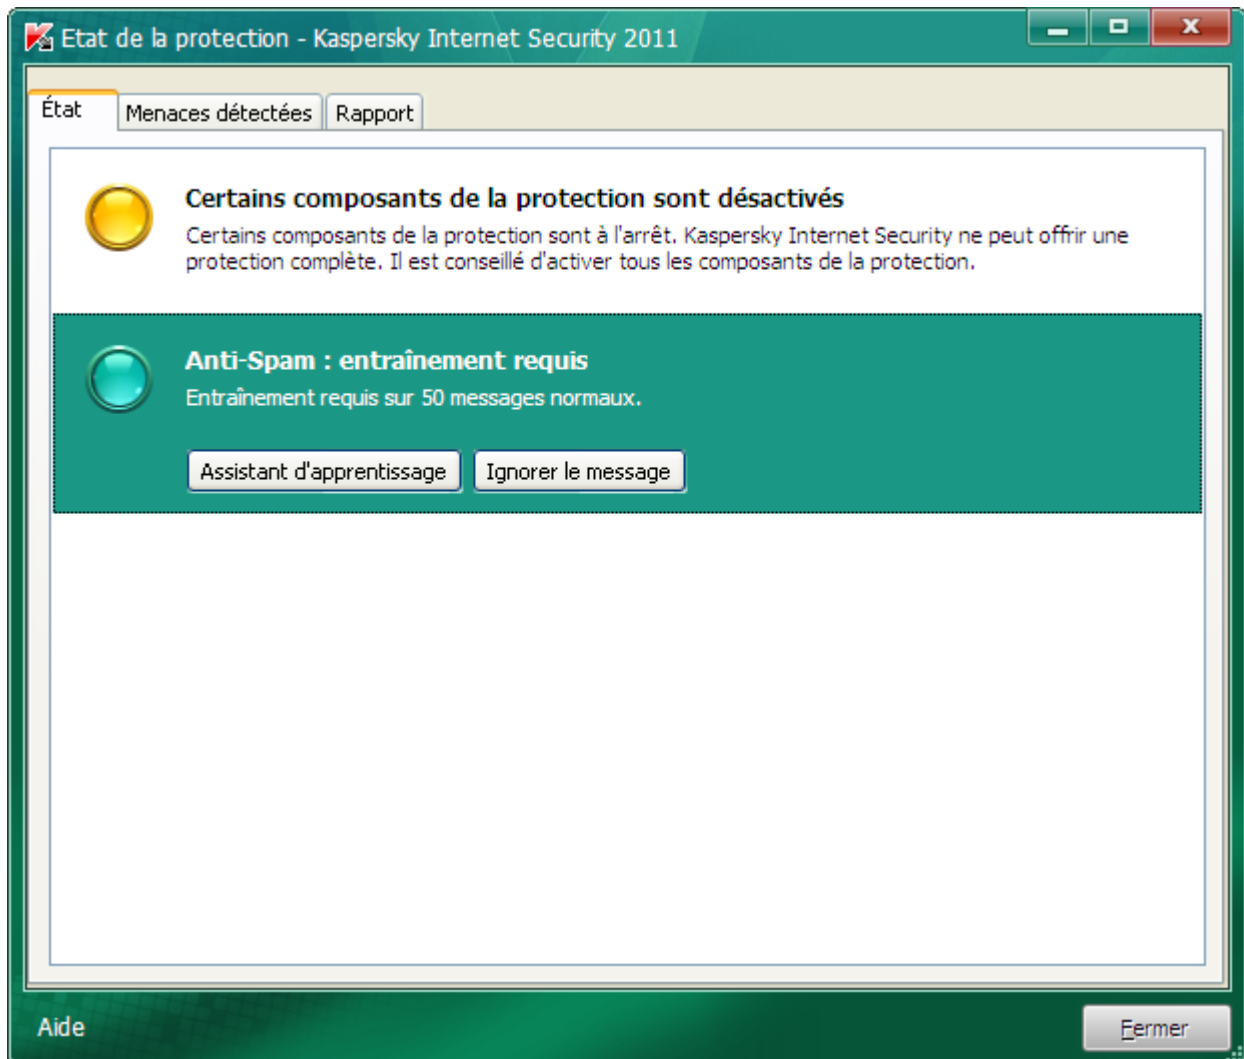 Etat de la protection - Kaspersky Internet Security 2011
État
Menaces détectées
Rapport
Certains composants de la protection sont désactivés
Certains composants de la protection sont à l'arrêt. Kaspersky Internet Security ne peut offrir une
protection complète. Il est conseillé d'activer tous les composants de la protection.
Anti-Spam : entraînement requis
Entraînement requis sur 50 messages normaux.
Assistant d'apprentissage
Ignorer le message
Aide
Fermer